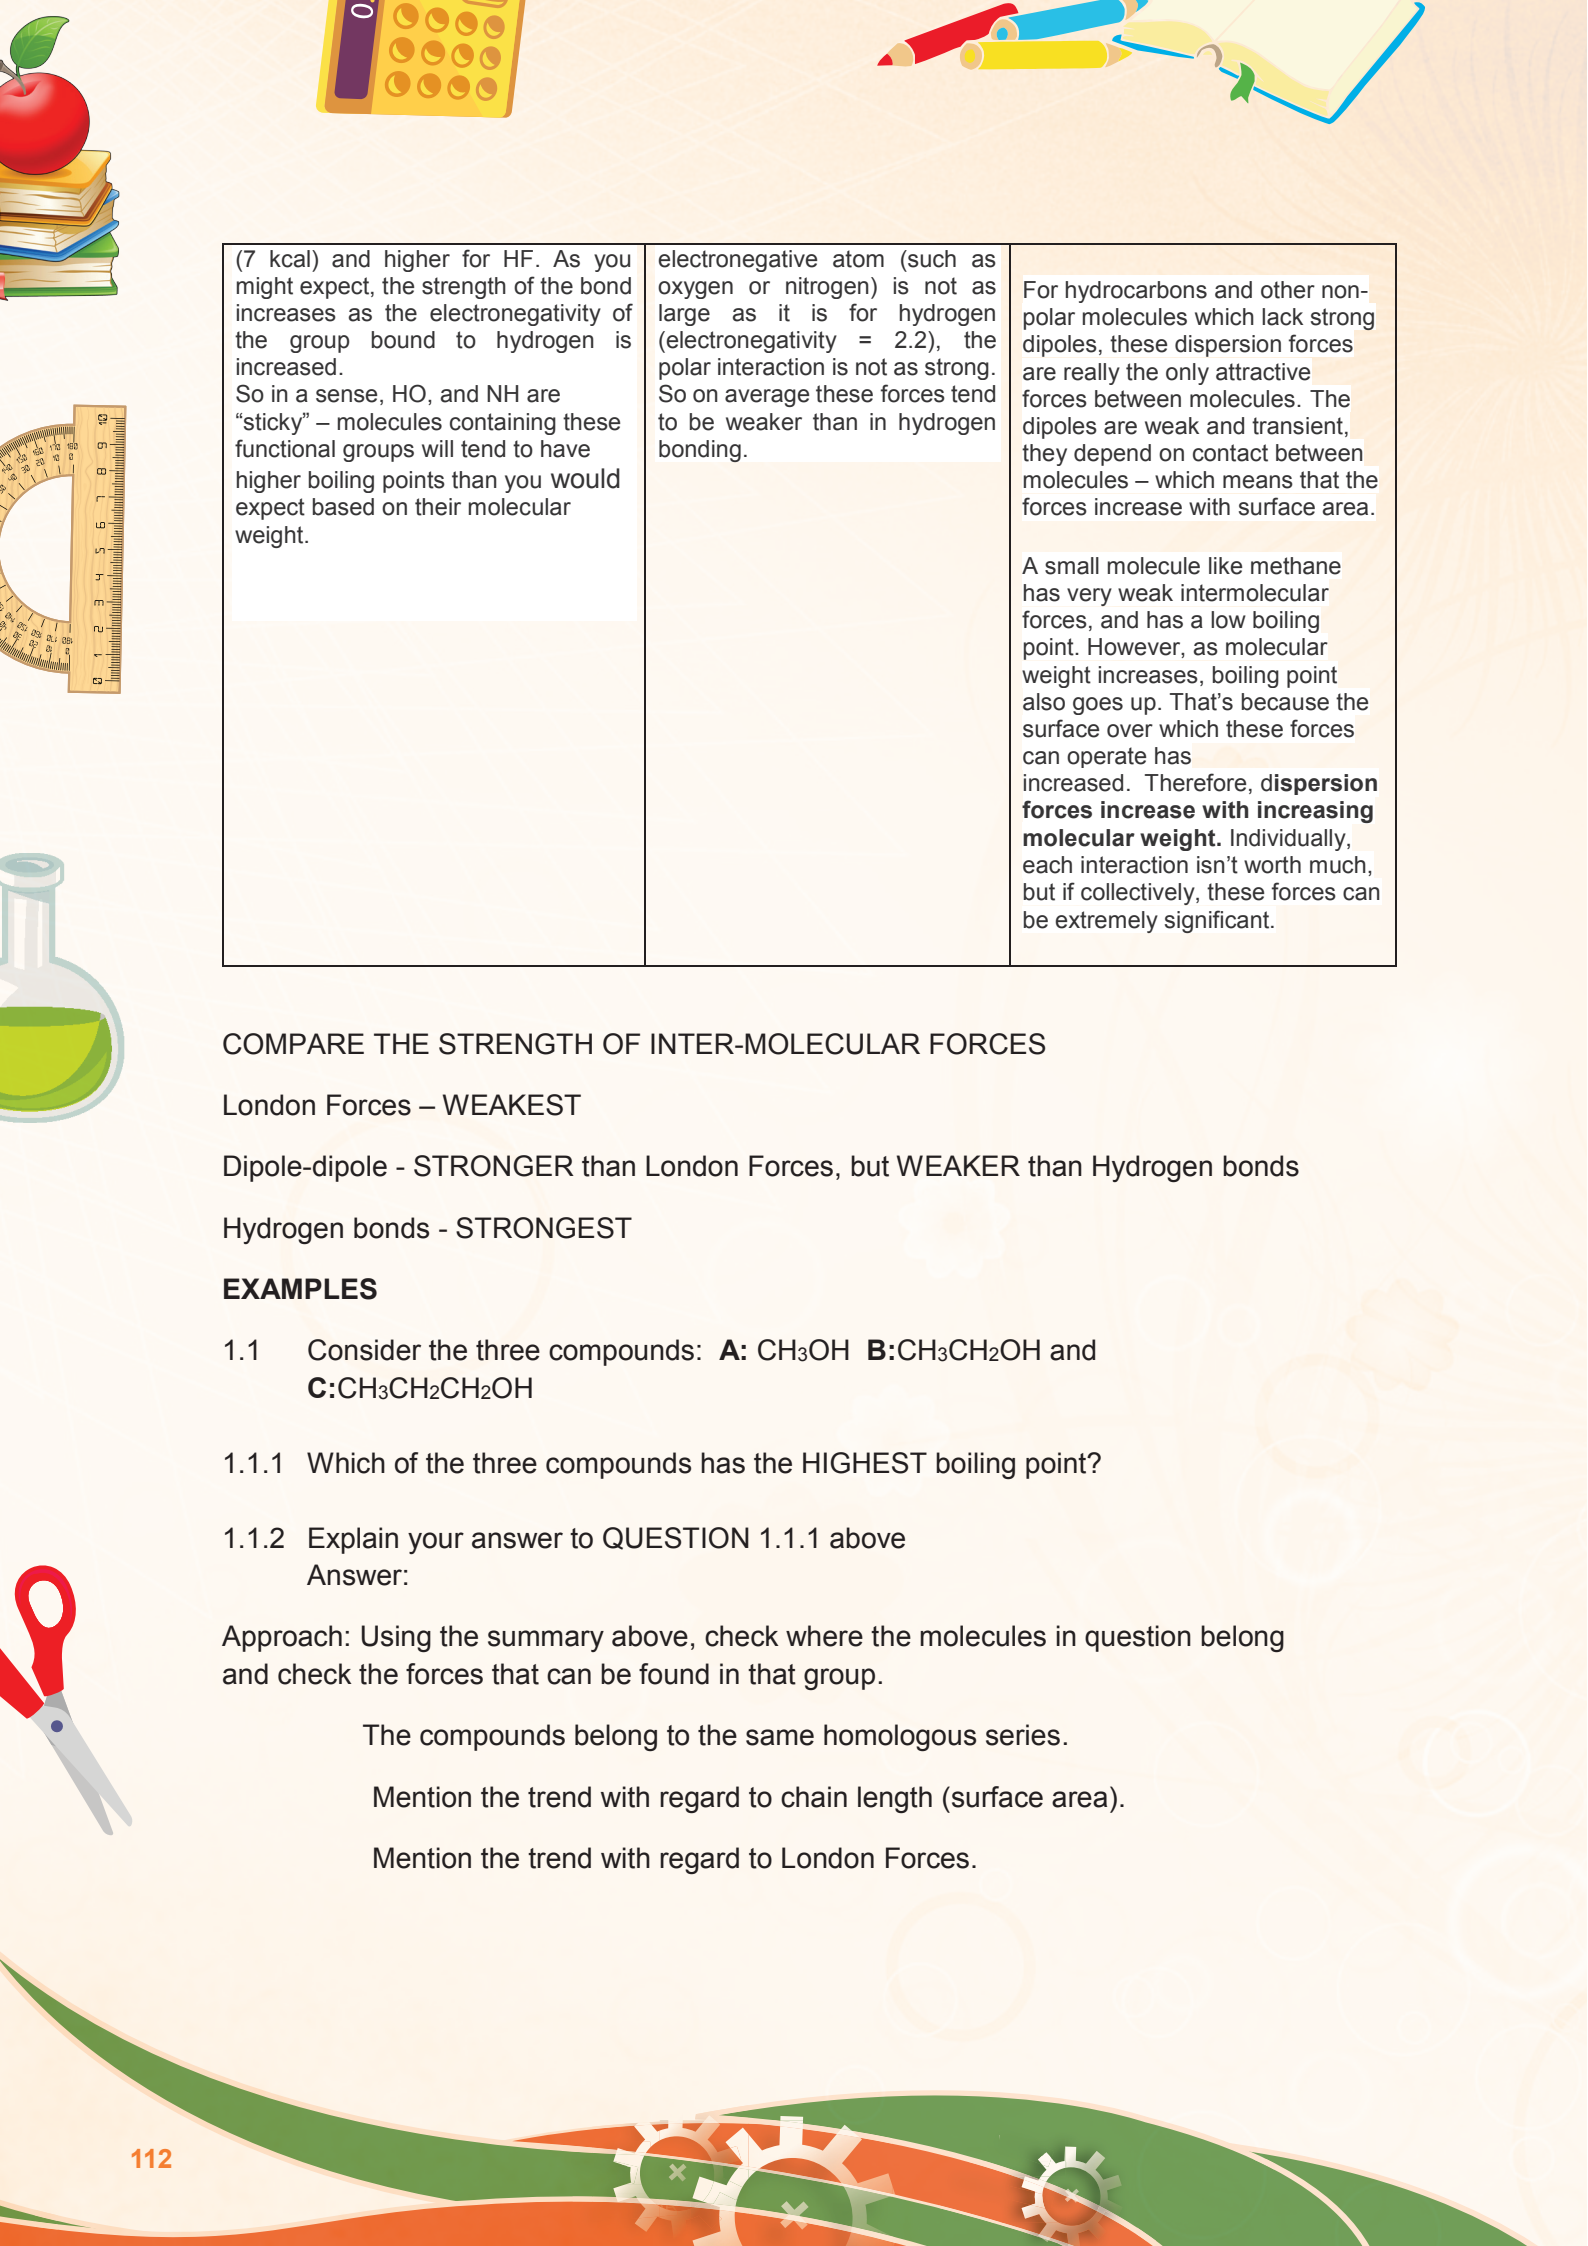 (7 kcal) and higher for HF. As you
might expect, the strength of the bond
increases as the electronegativity of
the group bound to hydrogen is
increased.
So in a sense, HO, and NH are
“sticky” – molecules containing these
functional groups will tend to have
higher boiling points than you would
expect based on their molecular
weight.
electronegative atom (such as
oxygen or nitrogen) is not as
large as it is for hydrogen
(electronegativity = 2.2), the
polar interaction is not as strong.
So on average these forces tend
to be weaker than in hydrogen
bonding.
For hydrocarbons and other non-
polar molecules which lack strong
dipoles, these dispersion forces
are really the only attractive
forces between molecules. The
dipoles are weak and transient,
they depend on contact between
molecules – which means that the
forces increase with surface area.
A small molecule like methane
has very weak intermolecular
forces, and has a low boiling
point. However, as molecular
weight increases, boiling point
also goes up. That’s because the
surface over which these forces
can operate has
increased. Therefore, dispersion
forces increase with increasing
molecular weight. Individually,
each interaction isn’t worth much,
but if collectively, these forces can
be extremely significant.
COMPARE THE STRENGTH OF INTER-MOLECULAR FORCES
London Forces – WEAKEST
Dipole-dipole - STRONGER than London Forces, but WEAKER than Hydrogen bonds
Hydrogen bonds - STRONGEST
EXAMPLES
1.1 Consider the three compounds: A: CH3OH B:CH3CH2OH and
C:CH3CH2CH2OH
1.1.1 Which of the three compounds has the HIGHEST boiling point?
1.1.2 Explain your answer to QUESTION 1.1.1 above
Answer:
Approach: Using the summary above, check where the molecules in question belong
and check the forces that can be found in that group.
The compounds belong to the same homologous series.
Mention the trend with regard to chain length (surface area).
Mention the trend with regard to London Forces.
112